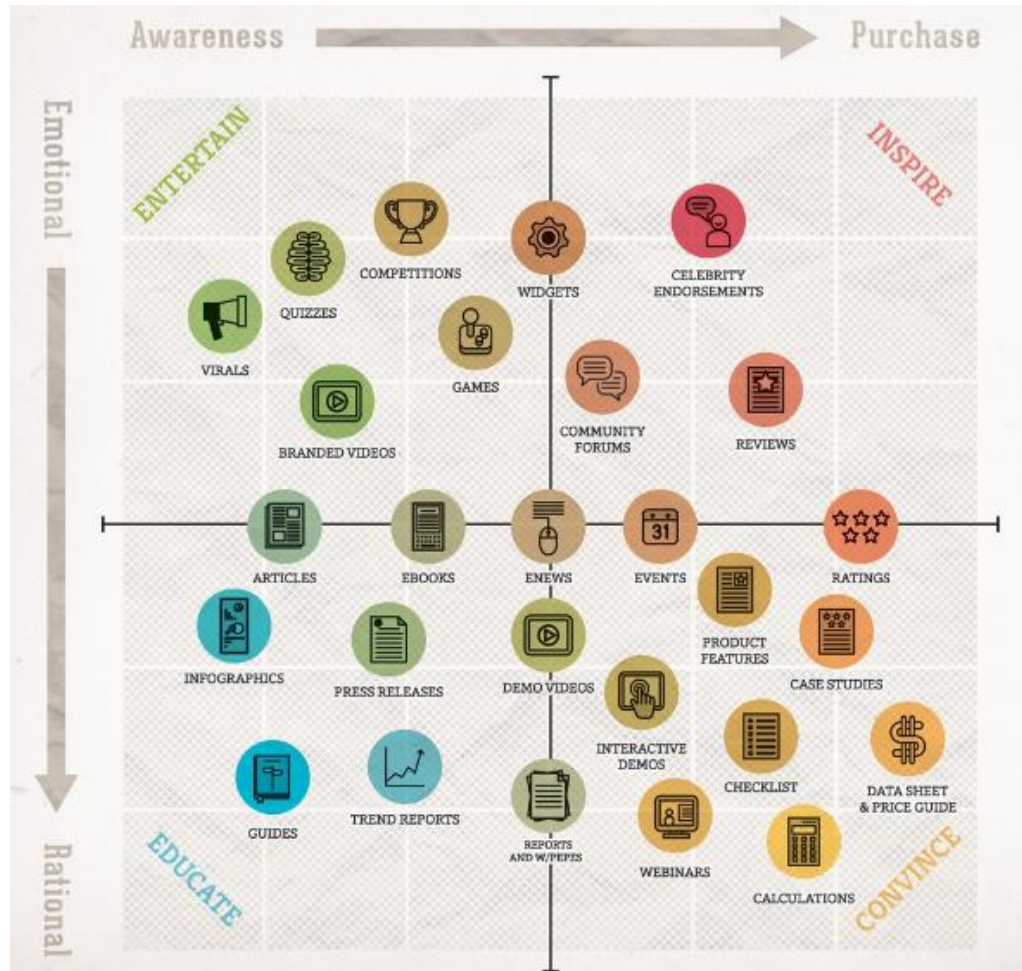 Awareness
Purchase
Emotional
ENTERTAIN
INSPIRE
COMPETITIONS
WIDGETS
CELEBRITY
ENDORSEMENTS
QUIZZES
VIRALS
GAMES
BRANDED VIDEOS
COMMUNITY
FORUMS
REVIEWS
31
ARTICLES
EBOOKS
ENEWS
EVENTS
RATINGS
INFOGRAPHICS
PRESS RELEASES
DEMO VIDEOS
PRODUCT
FEATURES
CASE STUDIES
INTERACTIVE
DEMOS
CHECKLIST
DATA SHEET
& PRICE GUIDE
GUIDES
TREND REPORTS
REPORTS
AND W/PEPES
WEBINARS
CALCULATIONS
Rational
EDUCATE
CONVINCE